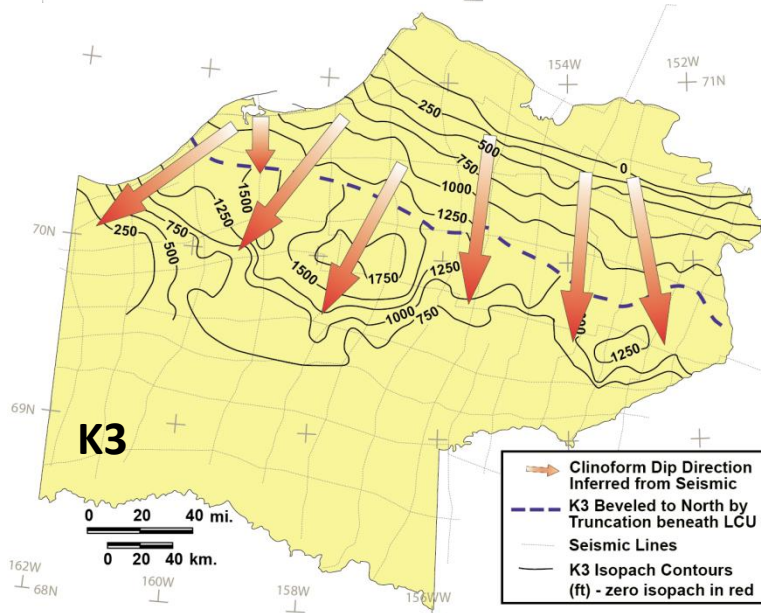 154W
152W
71N
250
500
0
750
1000
1500
1250
1250
750
250
500
70N
1500
1750
1250
1000
750
00
1250
69N
K3
0 20 40 mi.
0 20 40 km.
162W
68N
160W
158W
156W
Clinoform Dip Direction
Inferred from Seismic
K3 Beveled to North by
Truncation beneath LCU
Seismic Lines
K3 Isopach Contours
(ft) - zero isopach in red